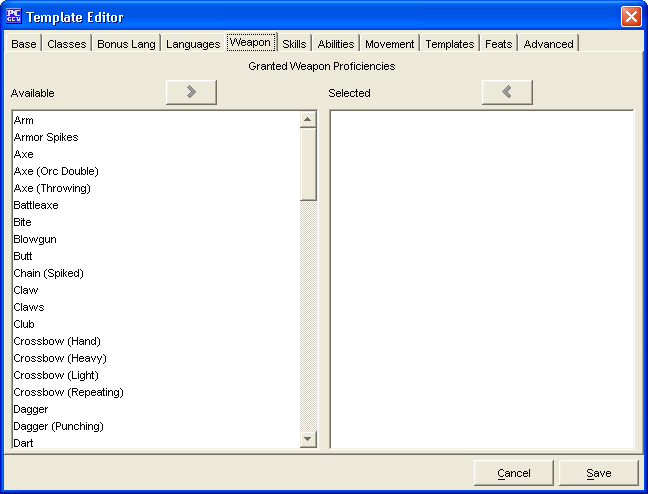 PC GEN Template Editor
Base Classes Bonus Lang Languages Weapon Skills Abilities Movement Templates Feats Advanced
Granted Weapon Proficiencies
Available > Selected <
Arm
Armor Spikes
Axe
Axe (Orc Double)
Axe (Throwing)
Battleaxe
Bite
Blowgun
Butt
Chain (Spiked)
Claw
Claws
Club
Crossbow (Hand)
Crossbow (Heavy)
Crossbow (Light)
Crossbow (Repeating)
Dagger
Dagger (Punching)
Dart
Cancel Save